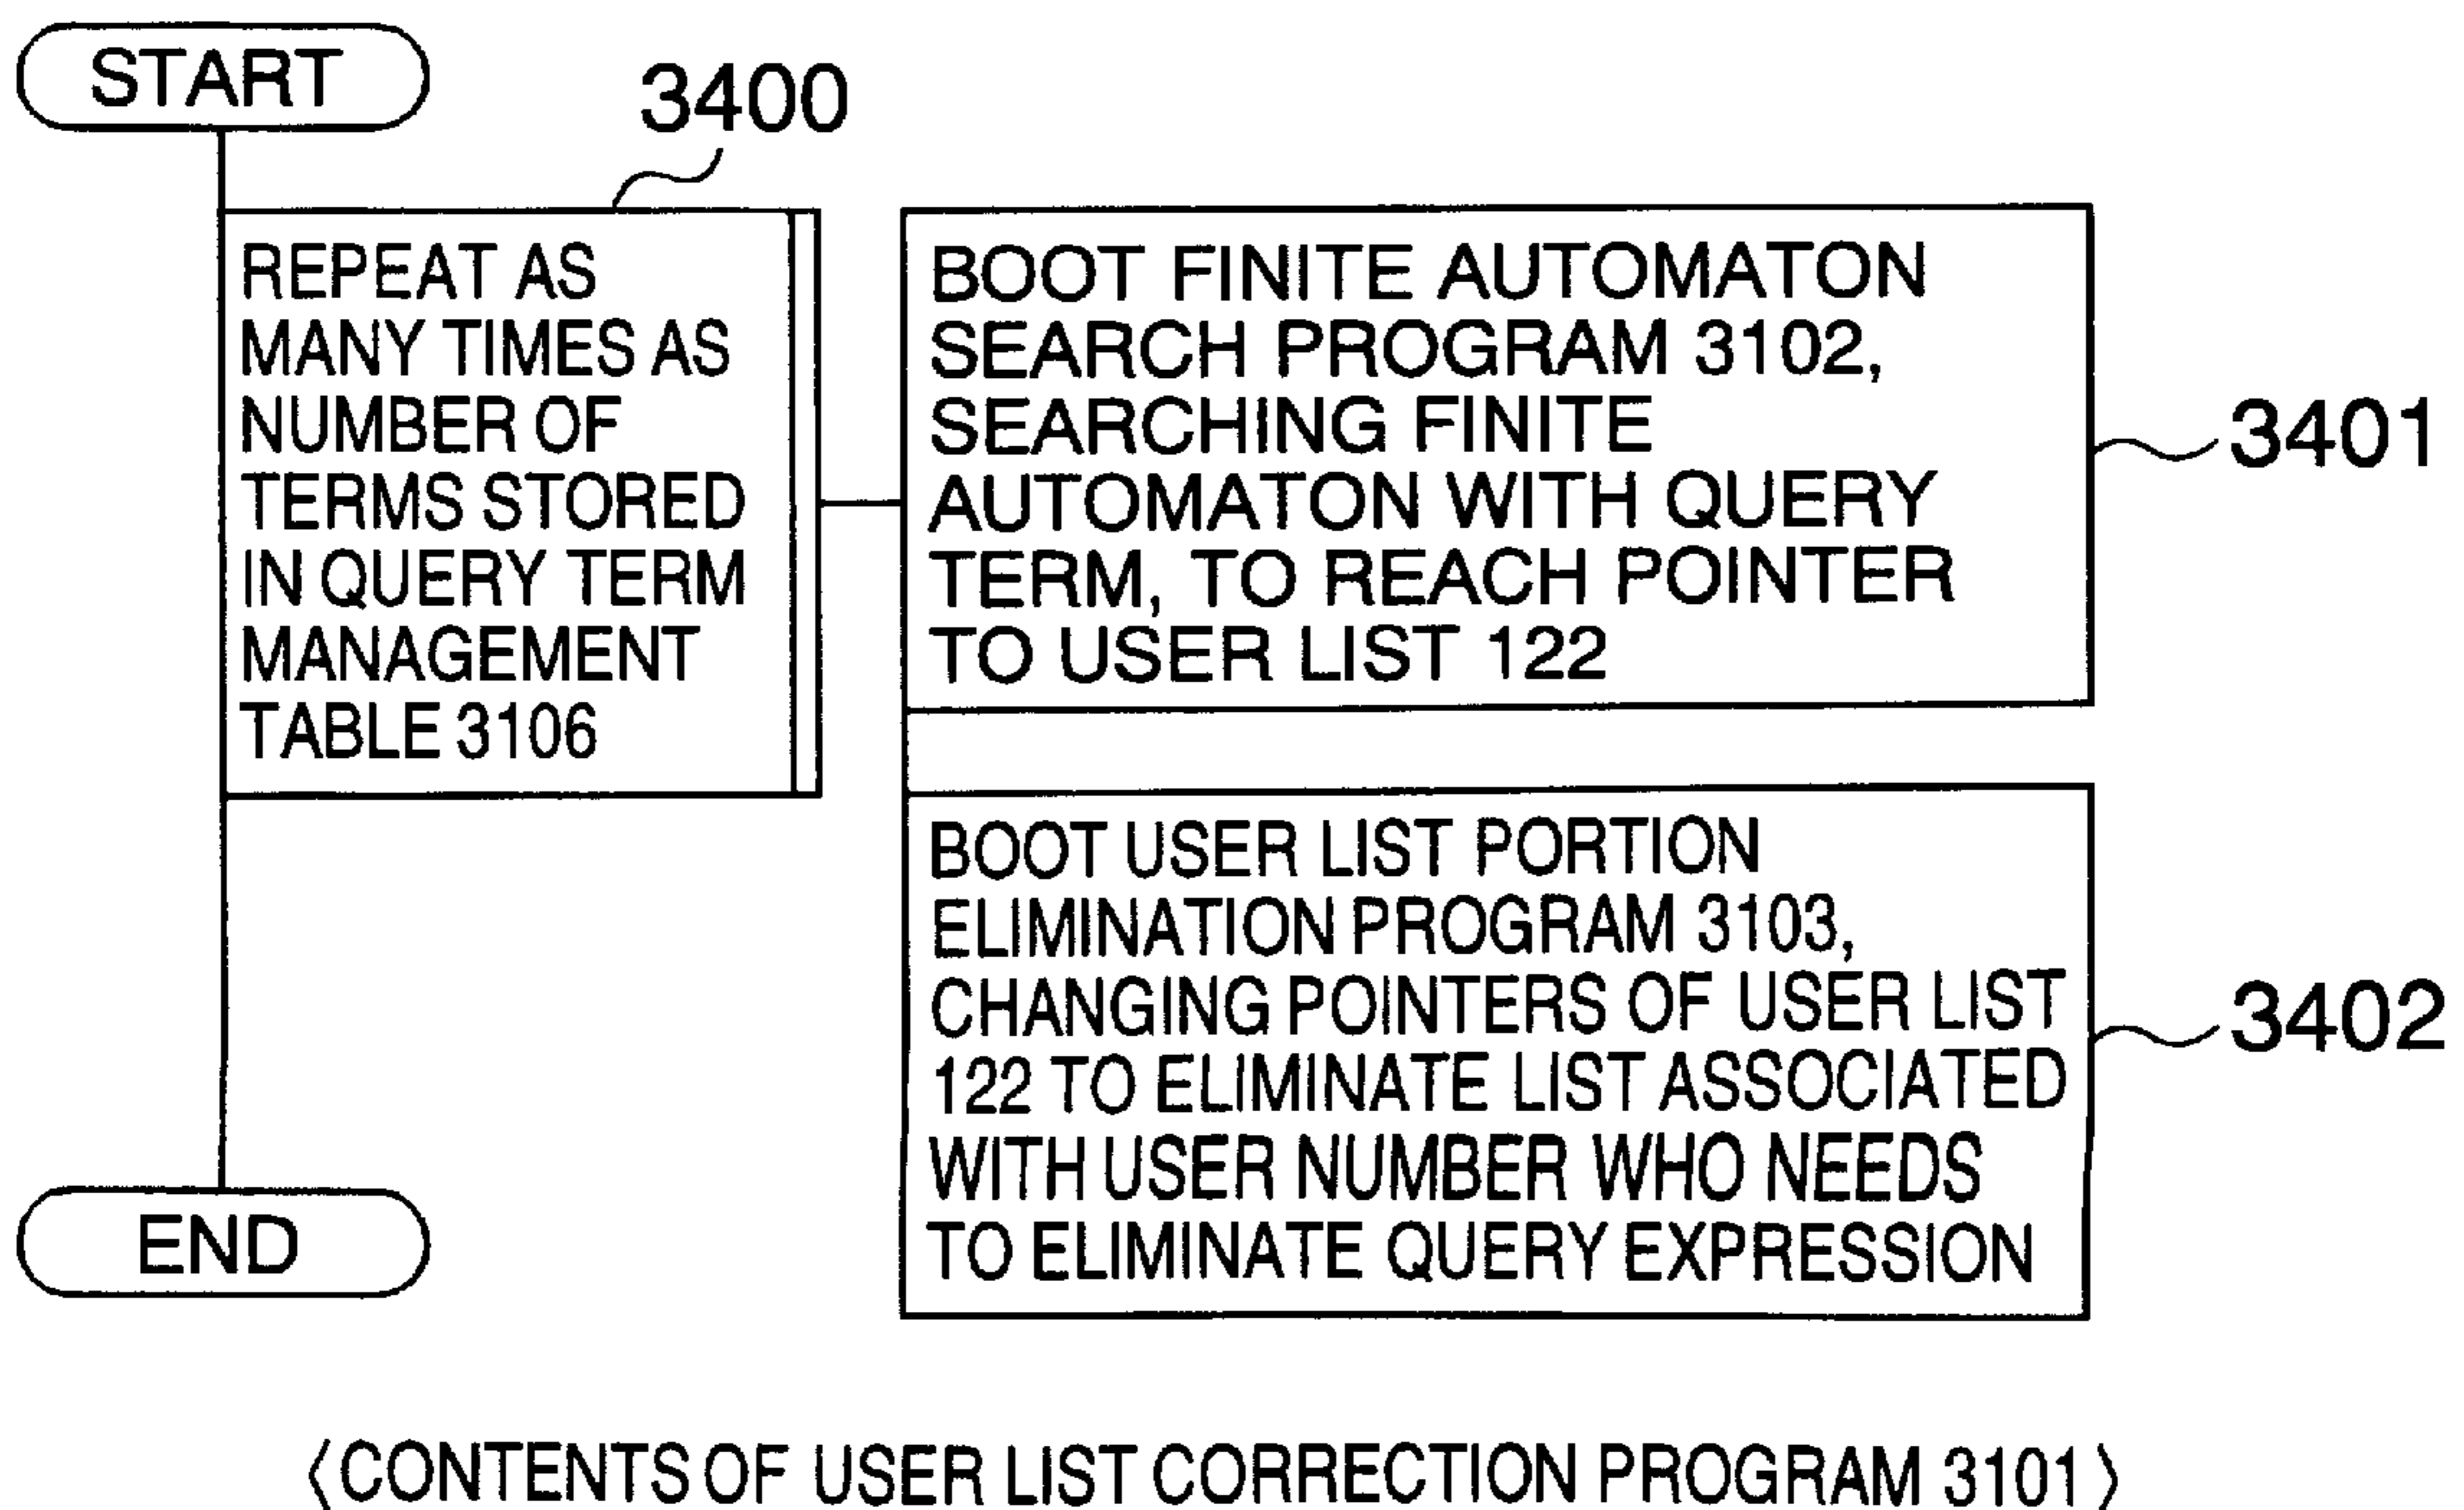 START
3400
REPEAT AS
MANY TIMES AS
NUMBER OF
TERMS STORED
IN QUERY TERM
MANAGEMENT
TABLE 3106
BOOT FINITE AUTOMATON
SEARCH PROGRAM 3102,
SEARCHING FINITE
AUTOMATON WITH QUERY
TERM, TO REACH POINTER
TO USER LIST 122
3401
BOOT USER LIST PORTION
ELIMINATION PROGRAM 3103,
CHANGING POINTERS OF USER LIST
122 TO ELIMINATE LIST ASSOCIATED
WITH USER NUMBER WHO NEEDS
TO ELIMINATE QUERY EXPRESSION
3402
END
〈CONTENTS OF USER LIST CORRECTION PROGRAM 3101〉